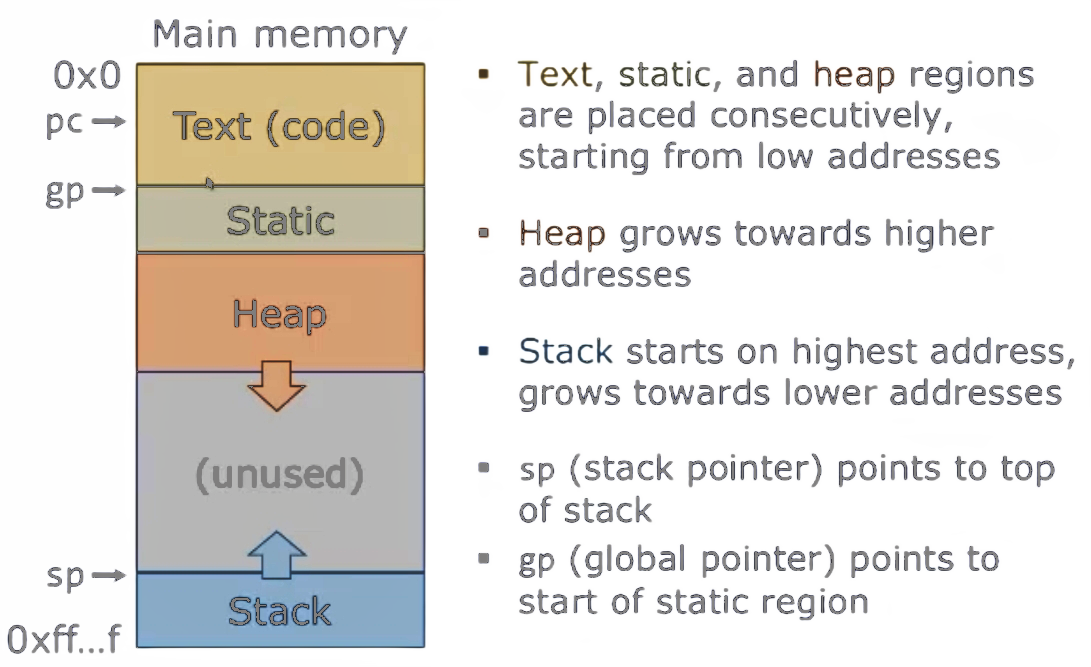 Main memory
0x0
pc
Text (code)
gp
Static
Heap
(unused)
sp
Stack
0xff...f
▪ Text, static, and heap regions
are placed consecutively,
starting from low addresses
▪ Heap grows towards higher
addresses
▪ Stack starts on highest address,
grows towards lower addresses
▪ sp (stack pointer) points to top
of stack
▪ gp (global pointer) points to
start of static region